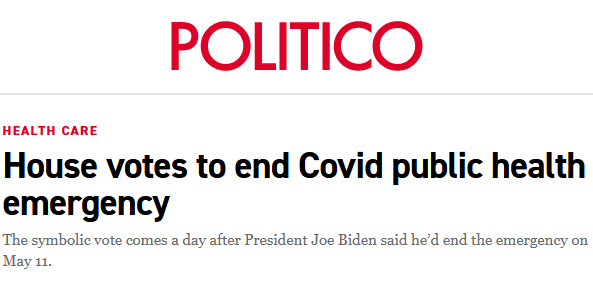 POLITICO
HEALTH CARE
House votes to end Covid public health
emergency
The symbolic vote comes a day after President Joe Biden said he’d end the emergency on
May 11.